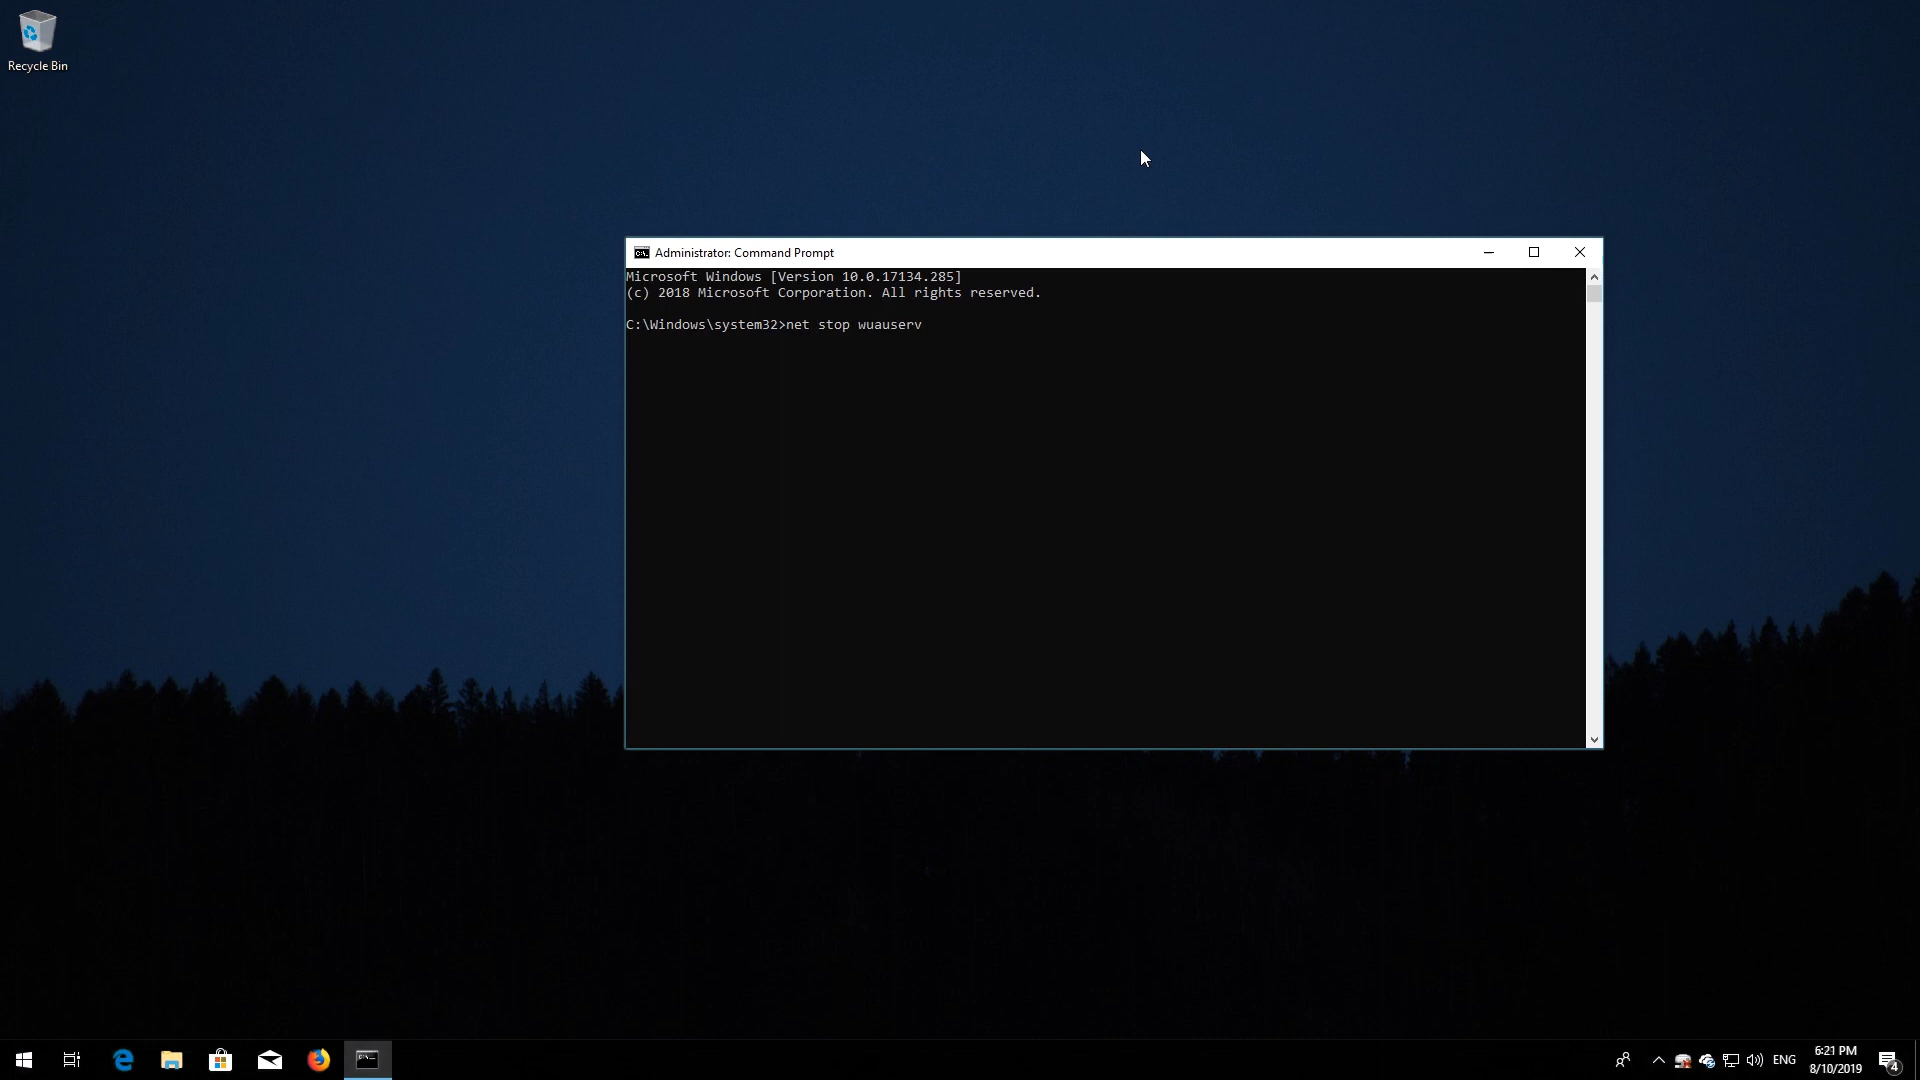 Recycle Bin
Administrator: Command Prompt
Microsoft Windows [Version 10.0.17134.285]
(c) 2018 Microsoft Corporation. All rights reserved.
C:\Windows\system32>net stop wuauserv
ENG
6:21 PM
8/10/2019
4